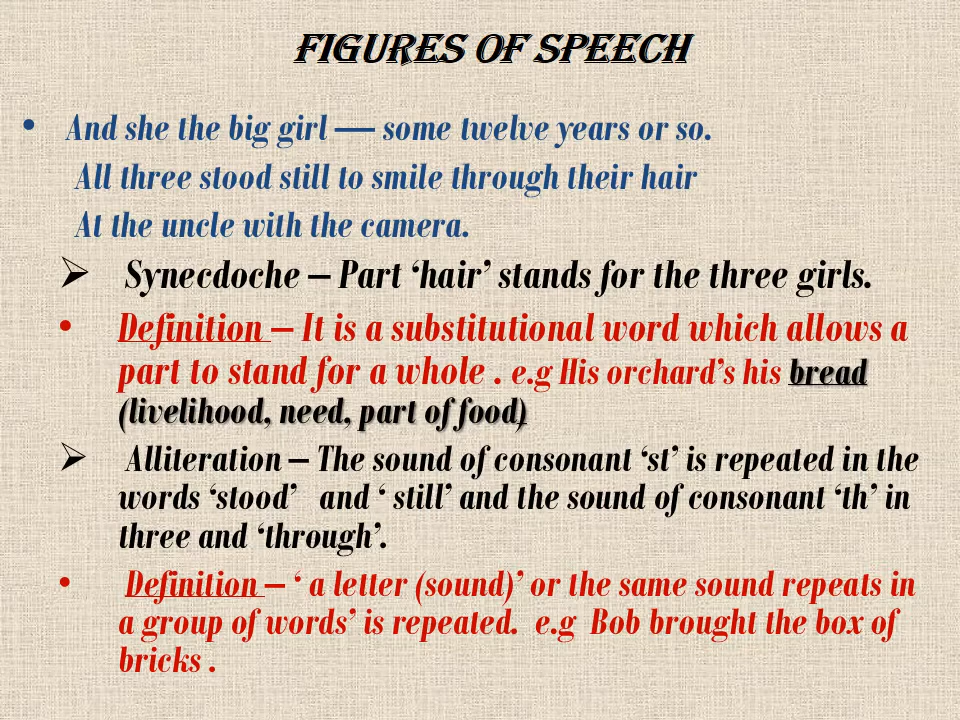 FIGURES OF SPEECH
• And she the big girl –– some twelve years or so.
All three stood still to smile through their hair
At the uncle with the camera.
➢ Synecdoche – Part ‘hair’ stands for the three girls.
• Definition – It is a substitutional word which allows a
part to stand for a whole . e.g His orchard’s his bread
(livelihood, need, part of food)
➢ Alliteration – The sound of consonant ‘st’ is repeated in the
words ‘stood’ and ‘ still’ and the sound of consonant ‘th’ in
three and ‘through’.
• Definition – ‘ a letter (sound)’ or the same sound repeats in
a group of words’ is repeated. e.g Bob brought the box of
bricks .